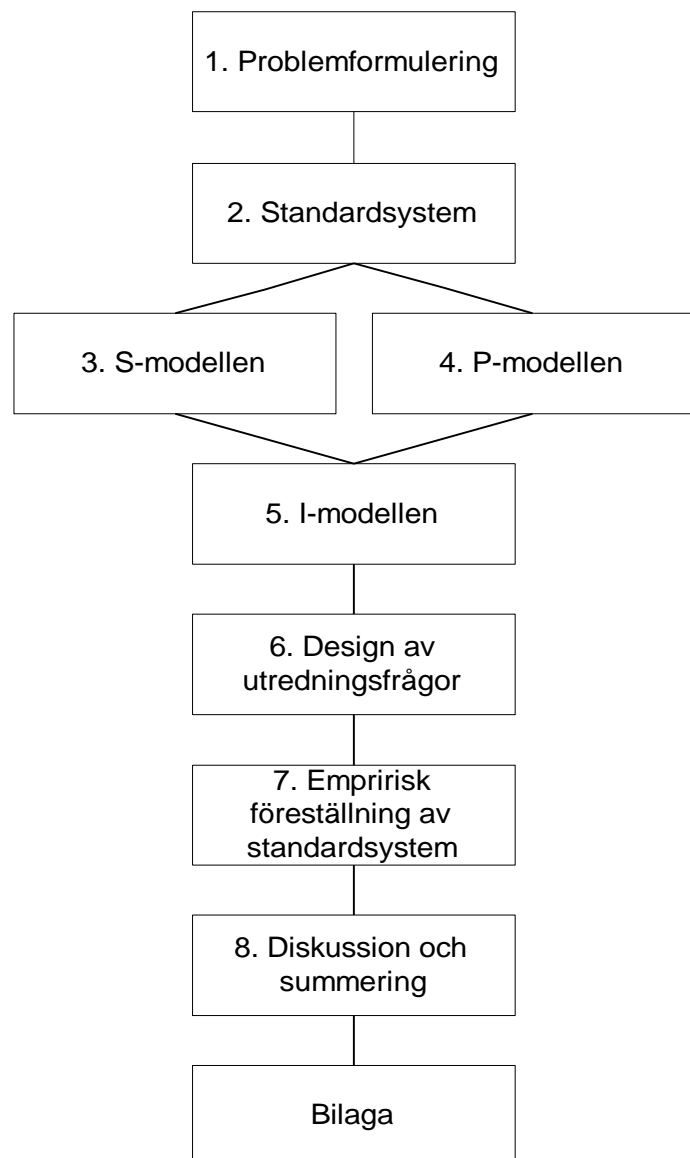 1. Problemformulering
2. Standardsystem
3. S-modellen
4. P-modellen
5. I-modellen
6. Design av
utredningsfrågor
7. Empririsk
föreställning av
standardsystem
8. Diskussion och
summering
Bilaga